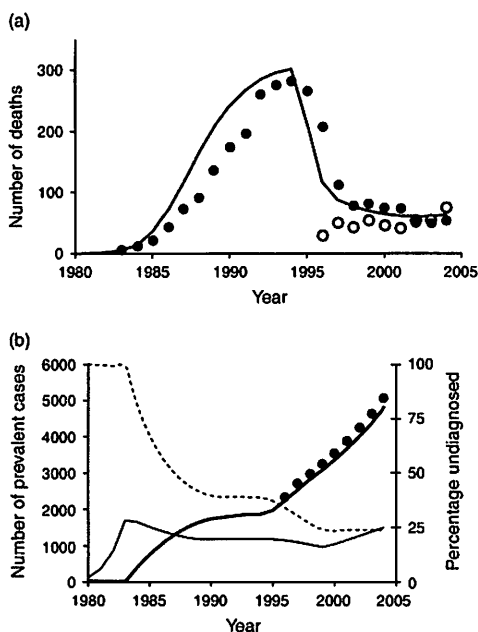 (a)
Number of deaths
300
200
100
0
1980 1985 1990 1995 2000 2005
Year
(b)
Number of prevalent cases
6000
5000
4000
3000
2000
1000
0
100
75
50
25
0
Percentage undiagnosed
1980 1985 1990 1995 2000 2005
Year